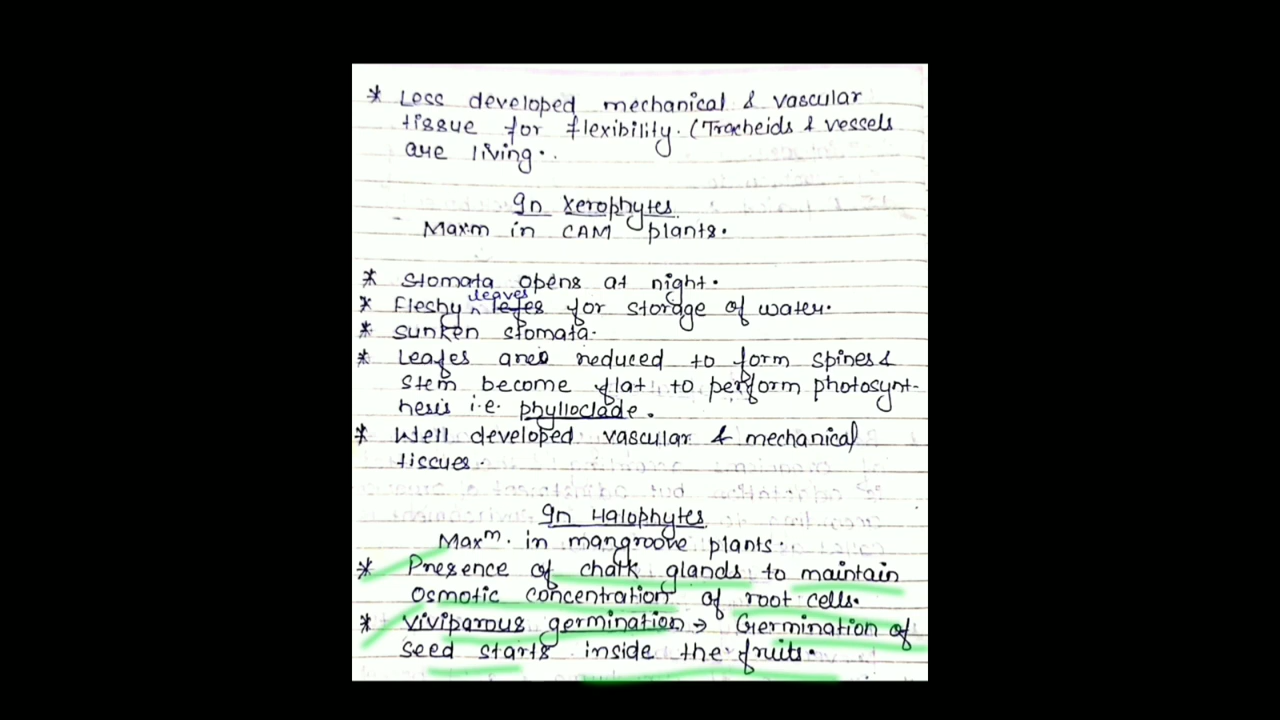 * Less developed mechanical & vascular
tissue for flexibility. (Tracheids & vessels
are living.
In Xerophytes
Maxm in CAM plants.
* Stomata opens at night.
leaves
* Fleshy lefes for storage of water.
* sunken stomata.
* Leafes are reduced to form spines &
stem become flat to perform photosynt-
hesis i.e. phylloclade.
* Well developed vascular & mechanical
tissues.
In Halophytes
Maxm. in mangroove plants.
* Presence of chalk glands to maintain
Osmotic concentration of root cells.
* Viviparous germination → Germination of
seed starts inside the fruits.